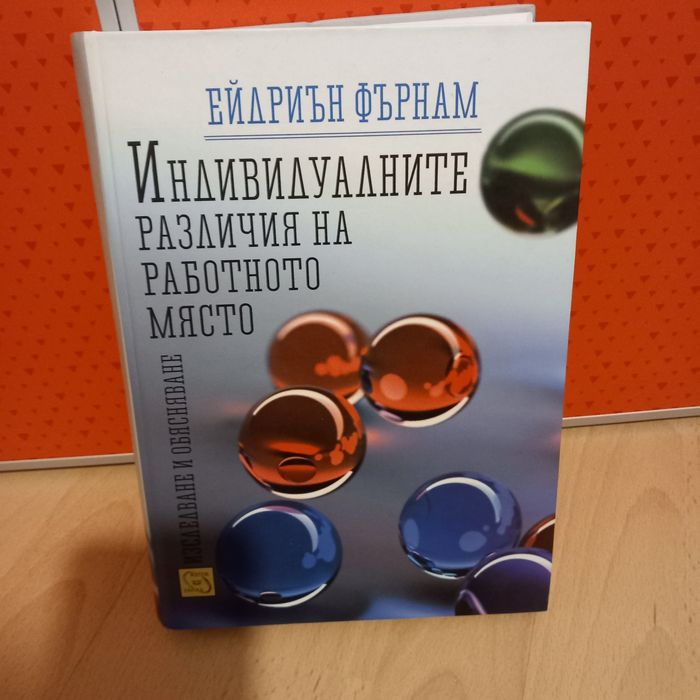 ЕЙДРИЪН ФЪРНАМ
ИНДИВИДУАЛНИТЕ
РАЗЛИЧИЯ НА
РАБОТНОТО
МЯСТО
ИЗСЛЕДВАНЕ И ОБЯСНЯВАНЕ